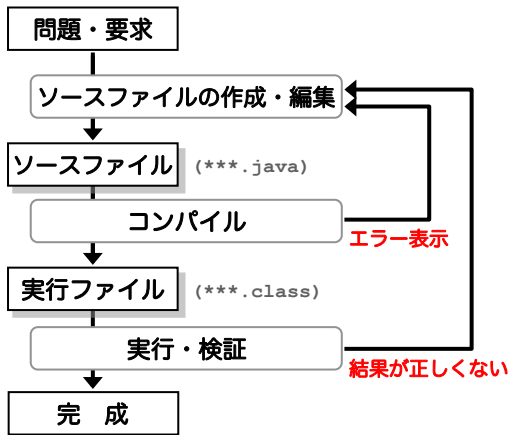 問題・要求
ソースファイルの作成・編集
ソースファイル (***.java)
コンパイル
エラー表示
実行ファイル (***.class)
実行・検証
結果が正しくない
完　成